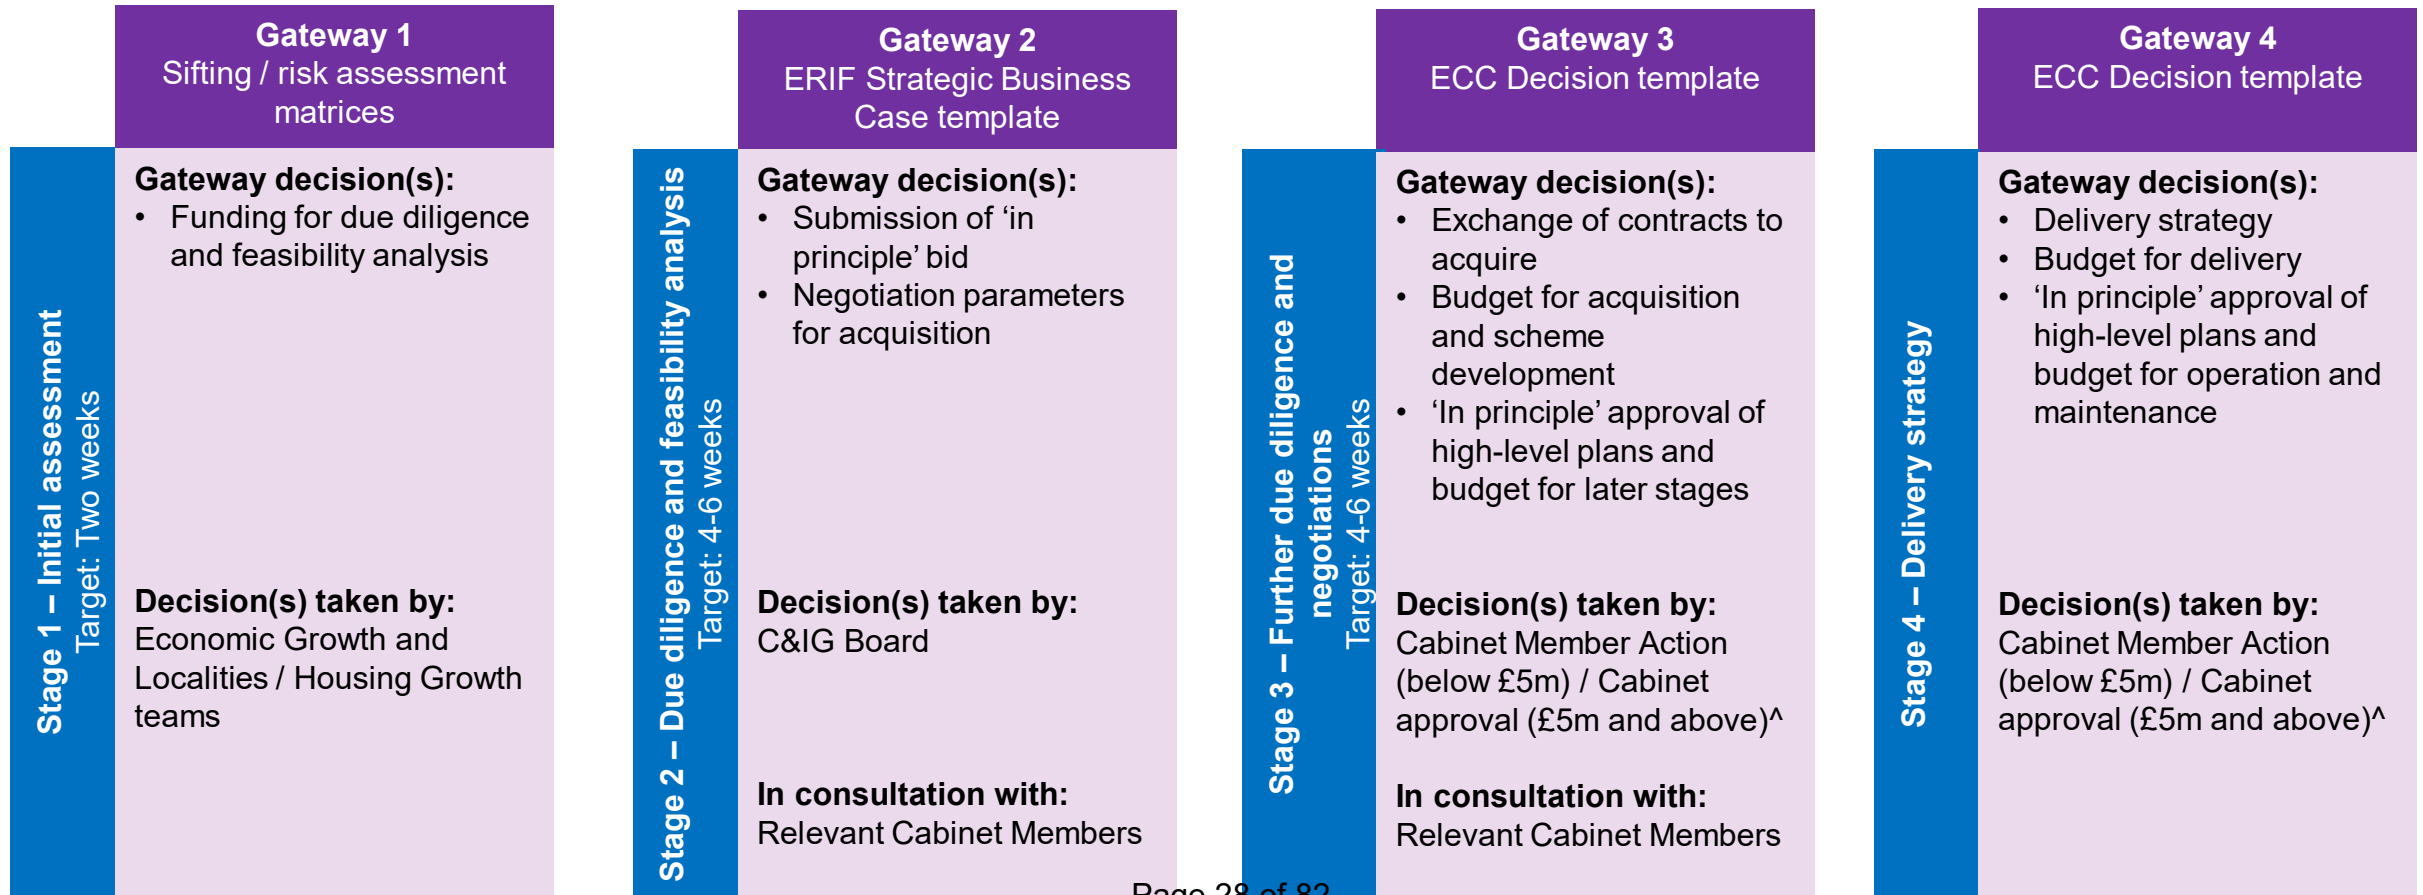 Gateway 1
Sifting / risk assessment
matrices
Stage 1 – Initial assessment
Target: Two weeks
Gateway decision(s):
• Funding for due diligence
and feasibility analysis
Decision(s) taken by:
Economic Growth and
Localities / Housing Growth
teams
Gateway 2
ERIF Strategic Business
Case template
Stage 2 – Due diligence and feasibility analysis
Target: 4-6 weeks
Gateway decision(s):
• Submission of ‘in
principle’ bid
• Negotiation parameters
for acquisition
Decision(s) taken by:
C&IG Board
In consultation with:
Relevant Cabinet Members
Gateway 3
ECC Decision template
Stage 3 – Further due diligence and
negotiations
Target: 4-6 weeks
Gateway decision(s):
• Exchange of contracts to
acquire
• Budget for acquisition
and scheme
development
• ‘In principle’ approval of
high-level plans and
budget for later stages
Decision(s) taken by:
Cabinet Member Action
(below £5m) / Cabinet
approval (£5m and above)^
In consultation with:
Relevant Cabinet Members
Gateway 4
ECC Decision template
Stage 4 – Delivery strategy
Gateway decision(s):
• Delivery strategy
• Budget for delivery
• ‘In principle’ approval of
high-level plans and
budget for operation and
maintenance
Decision(s) taken by:
Cabinet Member Action
(below £5m) / Cabinet
approval (£5m and above)^
Page 28 of 82